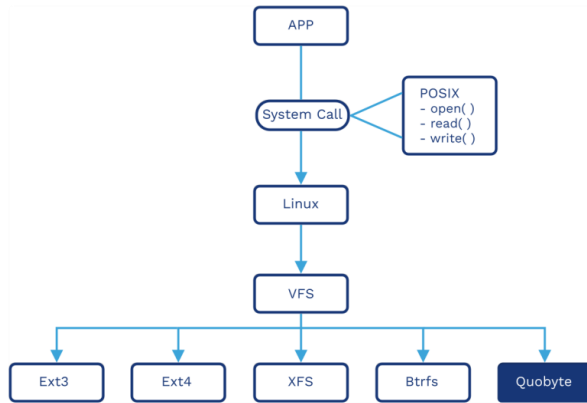 APP
System Call
POSIX
- open( )
- read( )
- write( )
Linux
VFS
Ext3
Ext4
XFS
Btrfs
Quobyte